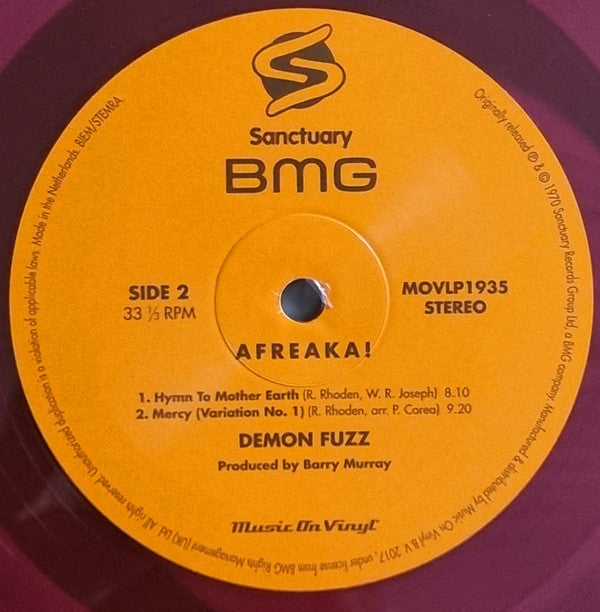 Sanctuary
BMG
SIDE 2
33 ⅓ RPM
MOVLP1935
STEREO
AFREAKA!
1. Hymn To Mother Earth (R. Rhoden, W. R. Joseph) 8.10
2. Mercy (Variation No. 1) (R. Rhoden, arr. P. Corea) 9.20
DEMON FUZZ
Produced by Barry Murray
Music On Vinyl
Originally released ℗ & © 1970 Sanctuary Records Group Ltd, a BMG company. Manufactured & distributed by Music On Vinyl B.V. 2017, under license from BMG Rights Management (UK) Ltd. All rights reserved. Unauthorized duplication is a violation of applicable laws. Made in the Netherlands. BIEM/STEMRA.